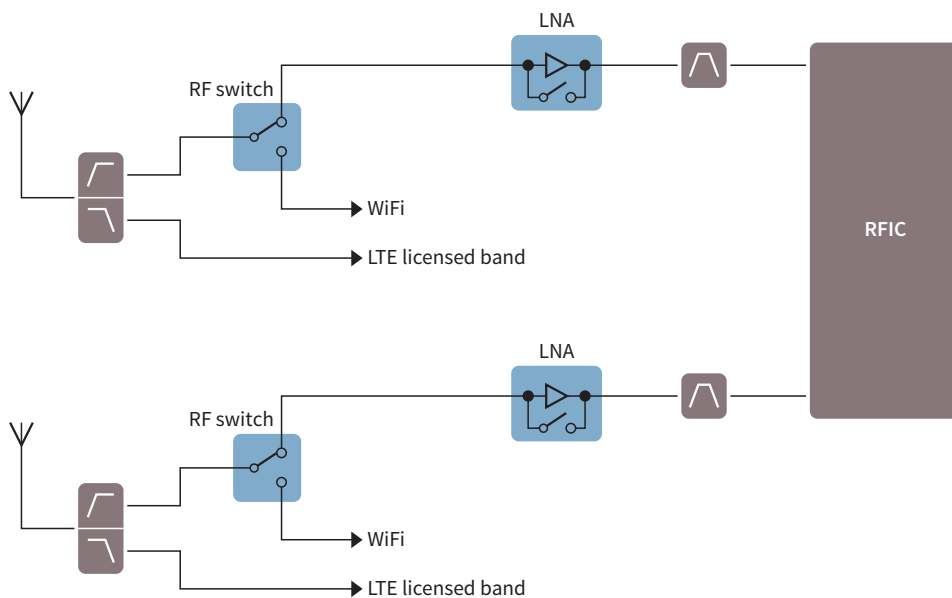 LNA
RF switch
WiFi
LTE licensed band
RFIC
LNA
RF switch
WiFi
LTE licensed band